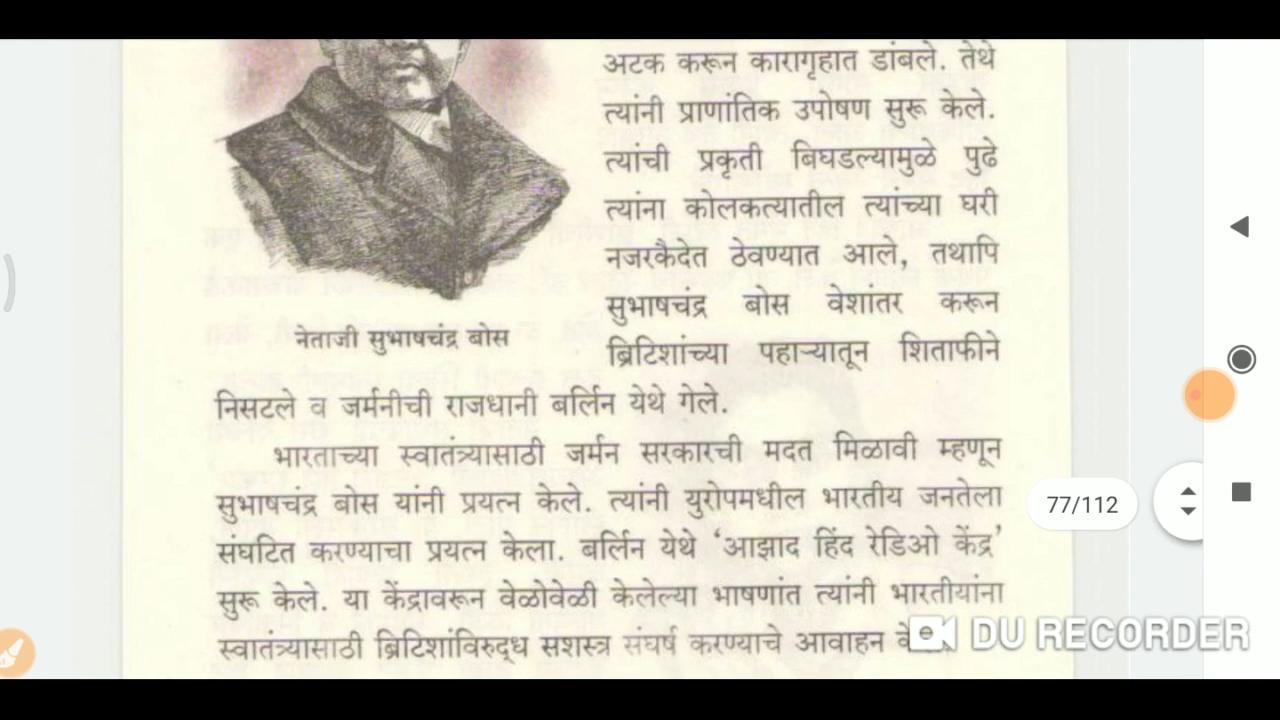 अटक करून कारागृहात डांबले. तेथे
त्यांनी प्राणांतिक उपोषण सुरू केले.
त्यांची प्रकृती बिघडल्यामुळे पुढे
त्यांना कोलकत्यातील त्यांच्या घरी
नजरकैदेत ठेवण्यात आले, तथापि
सुभाषचंद्र बोस वेशांतर करून
ब्रिटिशांच्या पहाऱ्यातून शिताफीने
नेताजी सुभाषचंद्र बोस
निसटले व जर्मनीची राजधानी बर्लिन येथे गेले.
भारताच्या स्वातंत्र्यासाठी जर्मन सरकारची मदत मिळावी म्हणून
सुभाषचंद्र बोस यांनी प्रयत्न केले. त्यांनी युरोपमधील भारतीय जनतेला
संघटित करण्याचा प्रयत्न केला. बर्लिन येथे ‘आझाद हिंद रेडिओ केंद्र’
सुरू केले. या केंद्रावरून वेळोवेळी केलेल्या भाषणांत त्यांनी भारतीयांना
स्वातंत्र्यासाठी ब्रिटिशांविरुद्ध सशस्त्र संघर्ष करण्याचे आवाहन
77/112
DU RECORDER